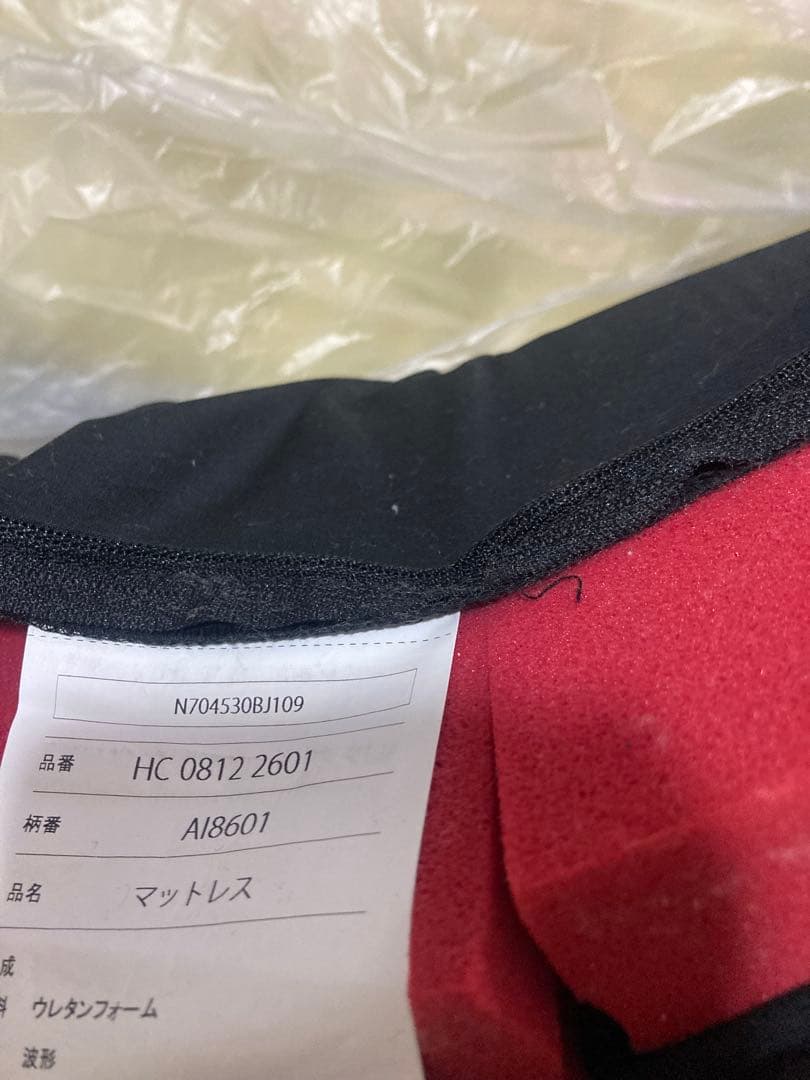 N704530BJ109
品番 HC 0812 2601
柄番 AI8601
品名 マットレス
成
料 ウレタンフォーム
波形